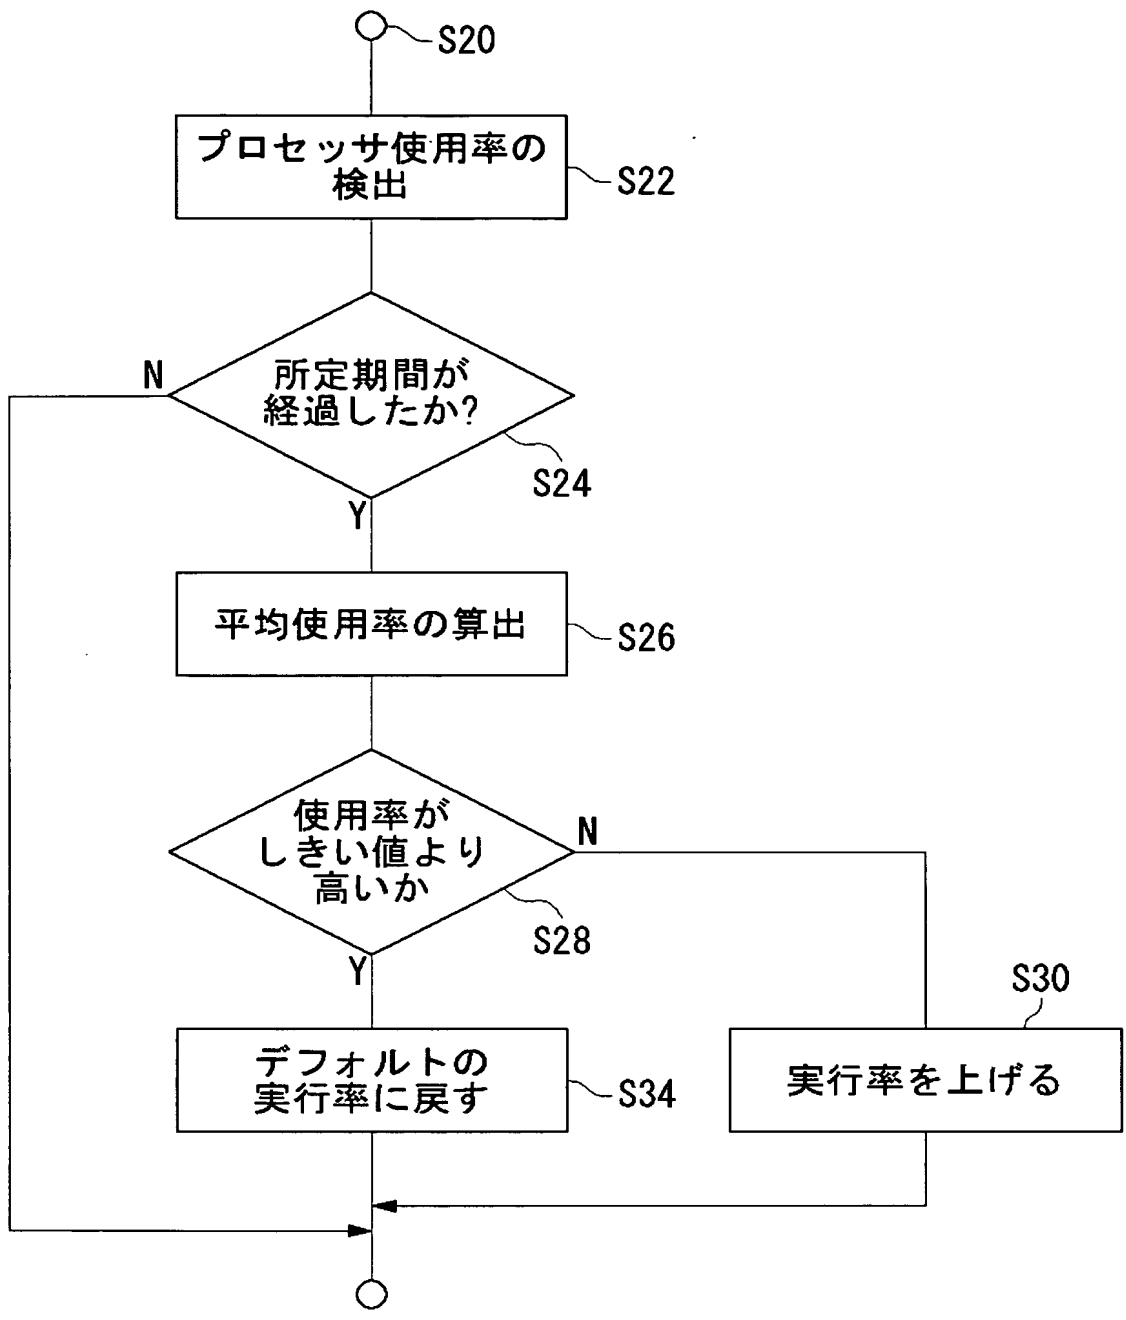 S20
プロセッサ使用率の
検出
S22
N
所定期間が
経過したか?
S24
Y
平均使用率の算出
S26
使用率が
しきい値より
高いか
N
S28
Y
S30
デフォルトの
実行率に戻す
S34
実行率を上げる